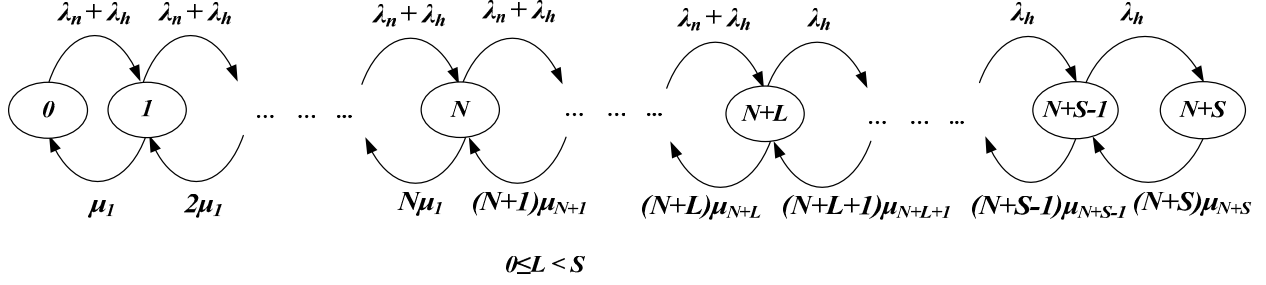 λn + λh λn + λh λn + λh λn + λh λn + λh λh λh λh
0 1 ... ... ... N ... ... ... N+L ... ... ... N+S-1 N+S
μ1 2μ1 Nμ1 (N+1)μN+1 (N+L)μN+L (N+L+1)μN+L+1 (N+S-1)μN+S-1 (N+S)μN+S
0≤L < S